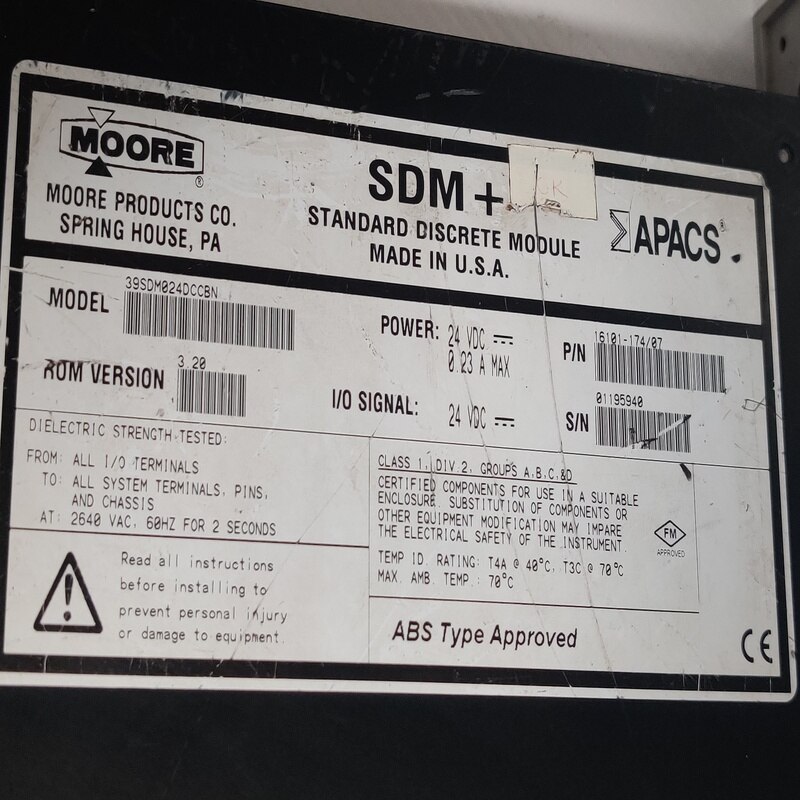 MOORE
®
MOORE PRODUCTS CO.
SPRING HOUSE, PA
SDM +
STANDARD DISCRETE MODULE
MADE IN U.S.A.
APACS®
MODEL
39SDM024DCCBN
ROM VERSION
3.20
POWER: 24 VDC
0.23 A MAX
I/O SIGNAL: 24 VDC
P/N
16101-174/07
S/N
01195940
DIELECTRIC STRENGTH TESTED:
FROM: ALL I/O TERMINALS
TO: ALL SYSTEM TERMINALS, PINS,
AND CHASSIS
AT: 2640 VAC, 60HZ FOR 2 SECONDS
Read all instructions
before installing to
prevent personal injury
or damage to equipment.
CLASS 1, DIV.2, GROUPS A,B,C,&D
CERTIFIED COMPONENTS FOR USE IN A SUITABLE
ENCLOSURE. SUBSTITUTION OF COMPONENTS OR
OTHER EQUIPMENT MODIFICATION MAY IMPARE
THE ELECTRICAL SAFETY OF THE INSTRUMENT.
TEMP ID. RATING: T4A @ 40°C, T3C @ 70°C
MAX. AMB. TEMP.: 70°C
FM
APPROVED
ABS Type Approved
CE